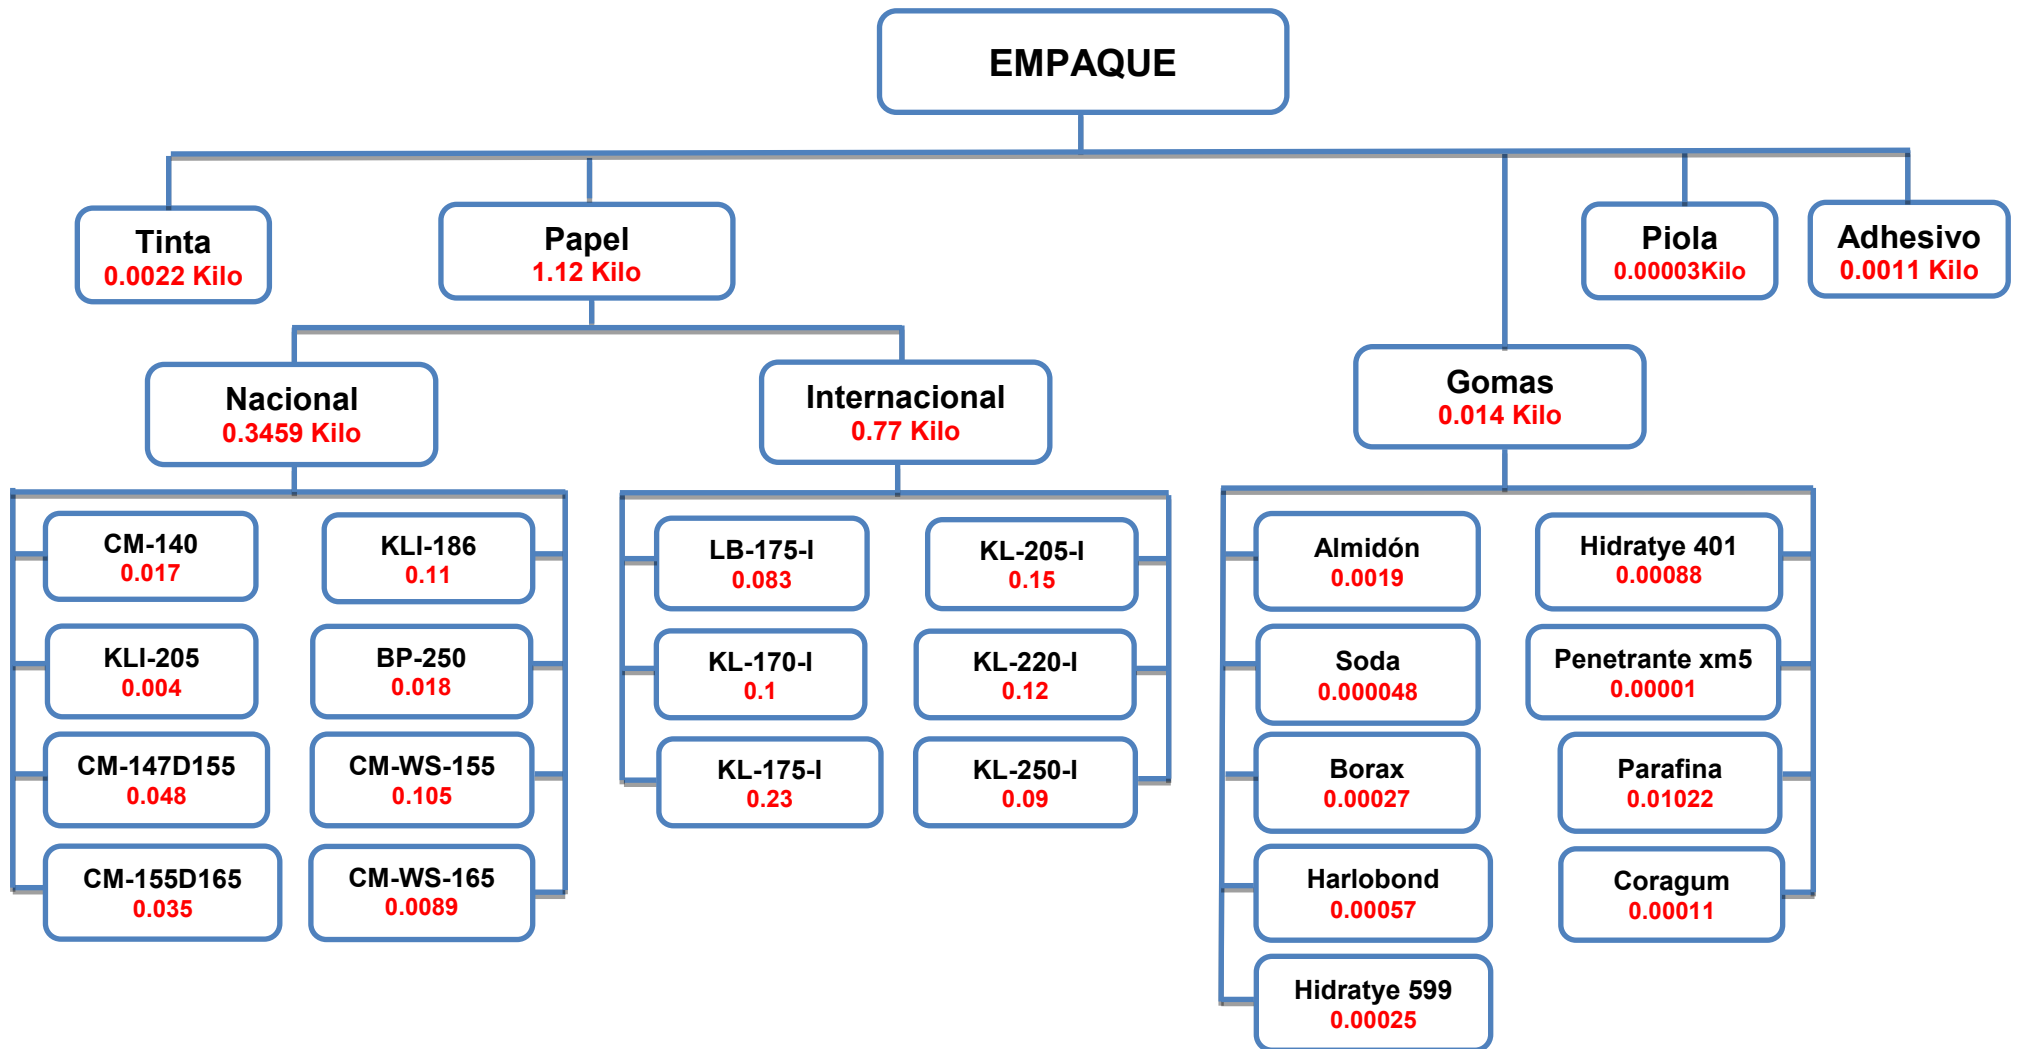 EMPAQUE
Tinta
0.0022 Kilo
Papel
1.12 Kilo
Piola
0.00003Kilo
Adhesivo
0.0011 Kilo
Nacional
0.3459 Kilo
Internacional
0.77 Kilo
Gomas
0.014 Kilo
CM-140
0.017
KLI-186
0.11
KLI-205
0.004
BP-250
0.018
CM-147D155
0.048
CM-WS-155
0.105
CM-155D165
0.035
CM-WS-165
0.0089
LB-175-I
0.083
KL-205-I
0.15
KL-170-I
0.1
KL-220-I
0.12
KL-175-I
0.23
KL-250-I
0.09
Almidón
0.0019
Hidratye 401
0.00088
Soda
0.000048
Penetrante xm5
0.00001
Borax
0.00027
Parafina
0.01022
Harlobond
0.00057
Coragum
0.00011
Hidratye 599
0.00025